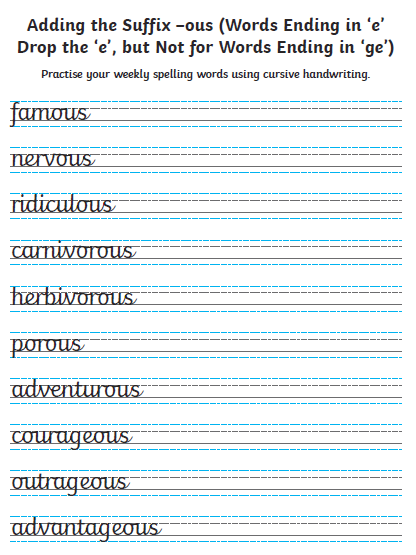 Adding the Suffix –ous (Words Ending in ‘e’
Drop the ‘e’, but Not for Words Ending in ‘ge’)
Practise your weekly spelling words using cursive handwriting.
famous
nervous
ridiculous
carnivorous
herbivorous
porous
adventurous
courageous
outrageous
advantageous